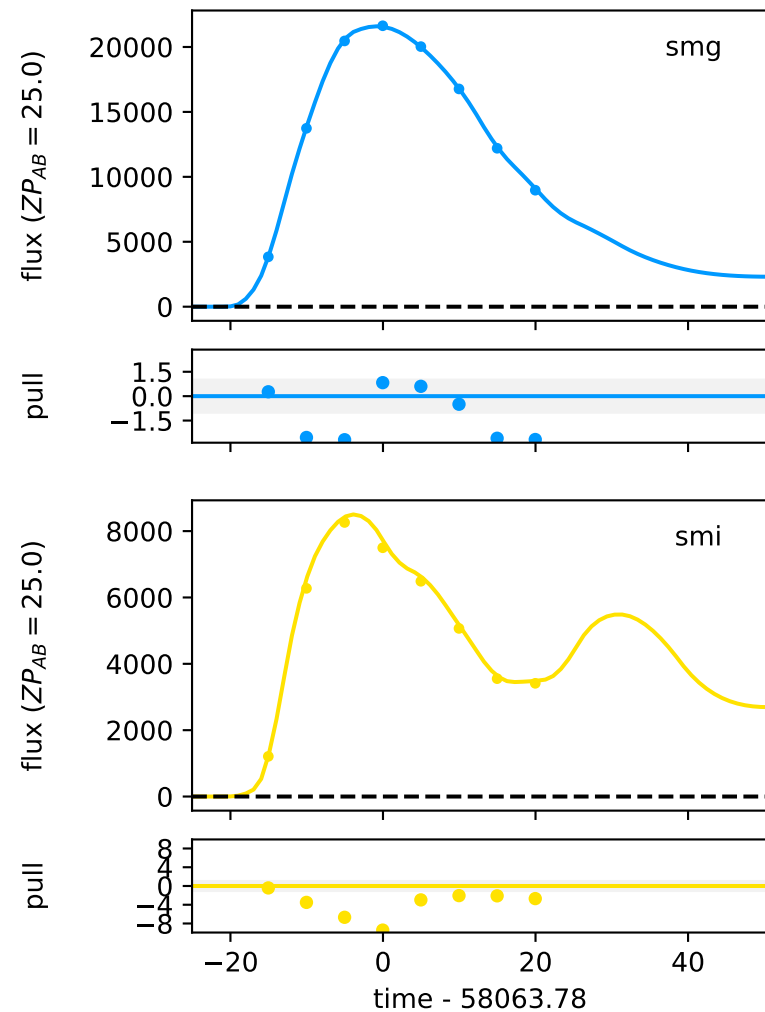 smg
flux (ZP_AB = 25.0)
20000
15000
10000
5000
0
pull
1.5
0.0
−1.5
smi
flux (ZP_AB = 25.0)
8000
6000
4000
2000
0
pull
8
4
0
−4
−8
−20 0 20 40
time - 58063.78